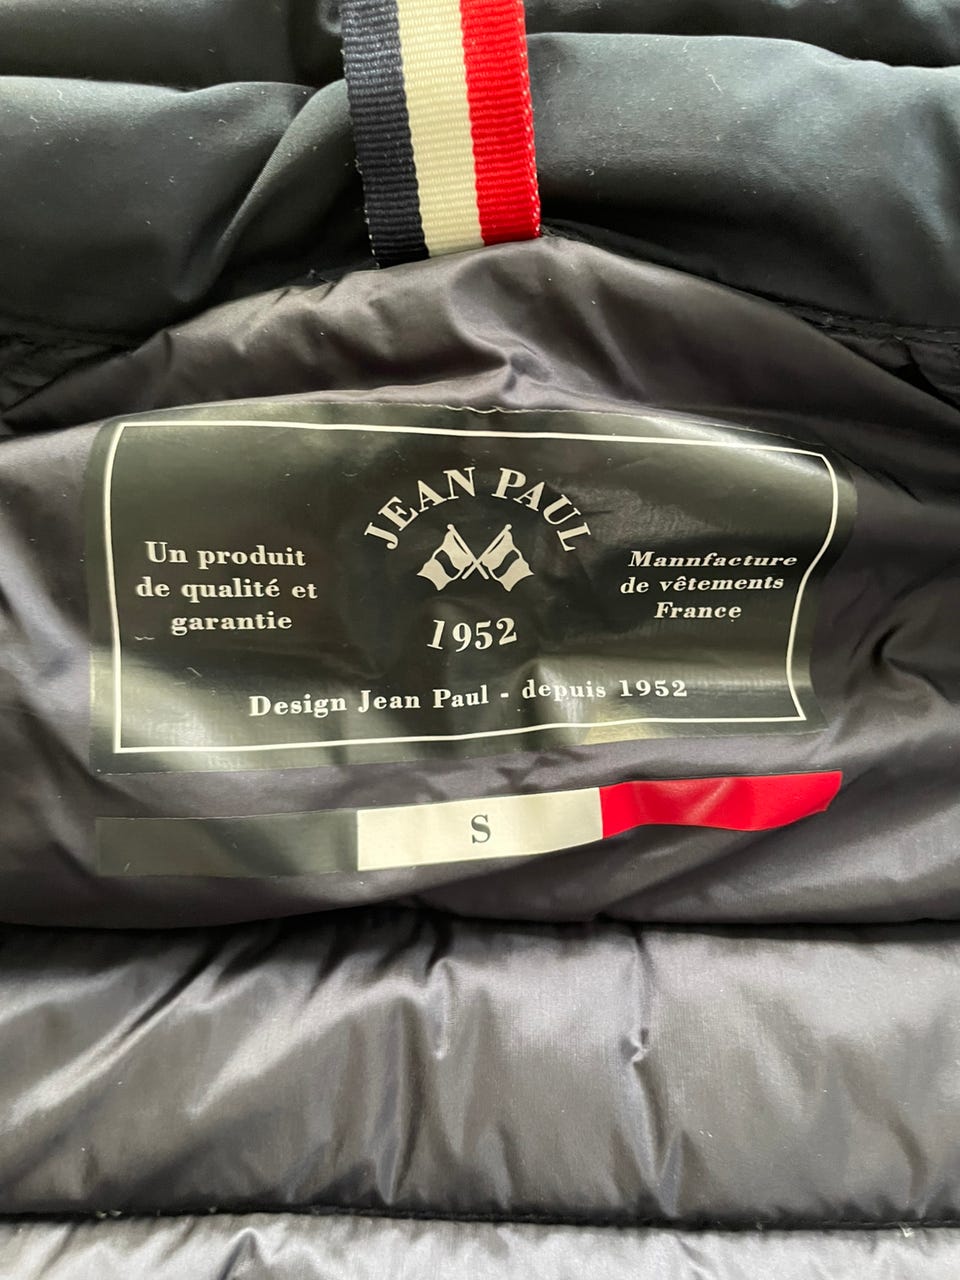 JEAN PAUL
Un produit
de qualité et
garantie
Mannfacture
de vêtements
France
1952
Design Jean Paul - depuis 1952
S